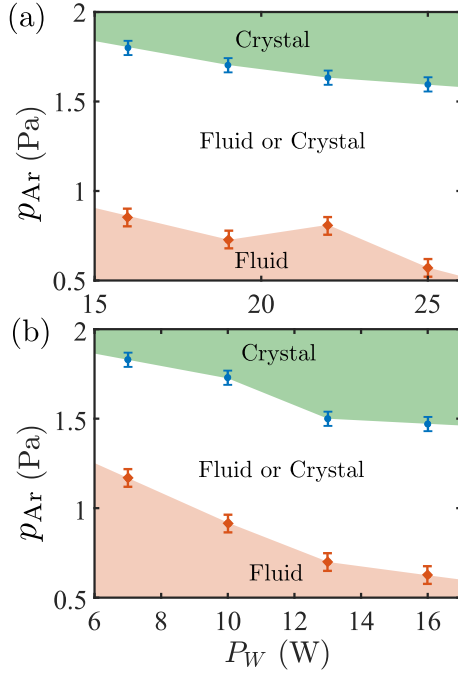 (a)
2
Crystal
1.5
Fluid or Crystal
p_Ar (Pa)
1
Fluid
0.5
15 20 25
(b)
2
Crystal
1.5
Fluid or Crystal
p_Ar (Pa)
1
Fluid
0.5
6 8 10 12 14 16
P_W (W)